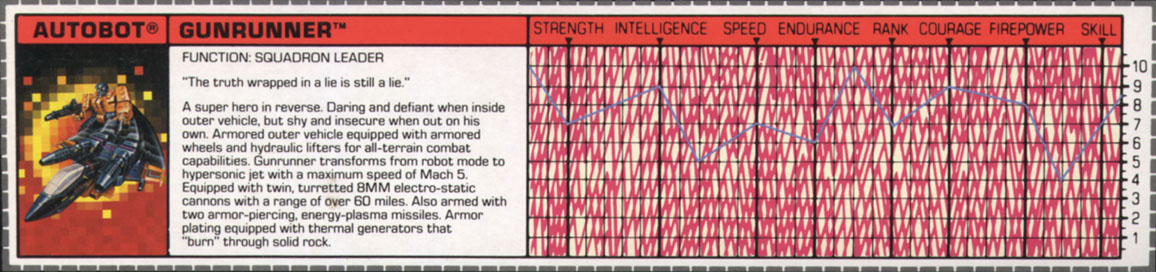 AUTOBOT® GUNRUNNER™
FUNCTION: SQUADRON LEADER
"The truth wrapped in a lie is still a lie."
A super hero in reverse. Daring and defiant when inside
outer vehicle, but shy and insecure when out on his
own. Armored outer vehicle equipped with armored
wheels and hydraulic lifters for all-terrain combat
capabilities. Gunrunner transforms from robot mode to
hypersonic jet with a maximum speed of Mach 5.
Equipped with twin, turretted 8MM electro-static
cannons with a range of over 60 miles. Also armed with
two armor-piercing, energy-plasma missiles. Armor
plating equipped with thermal generators that
"burn" through solid rock.
STRENGTH INTELLIGENCE SPEED ENDURANCE RANK COURAGE FIREPOWER SKILL
10
9
8
7
6
5
4
3
2
1